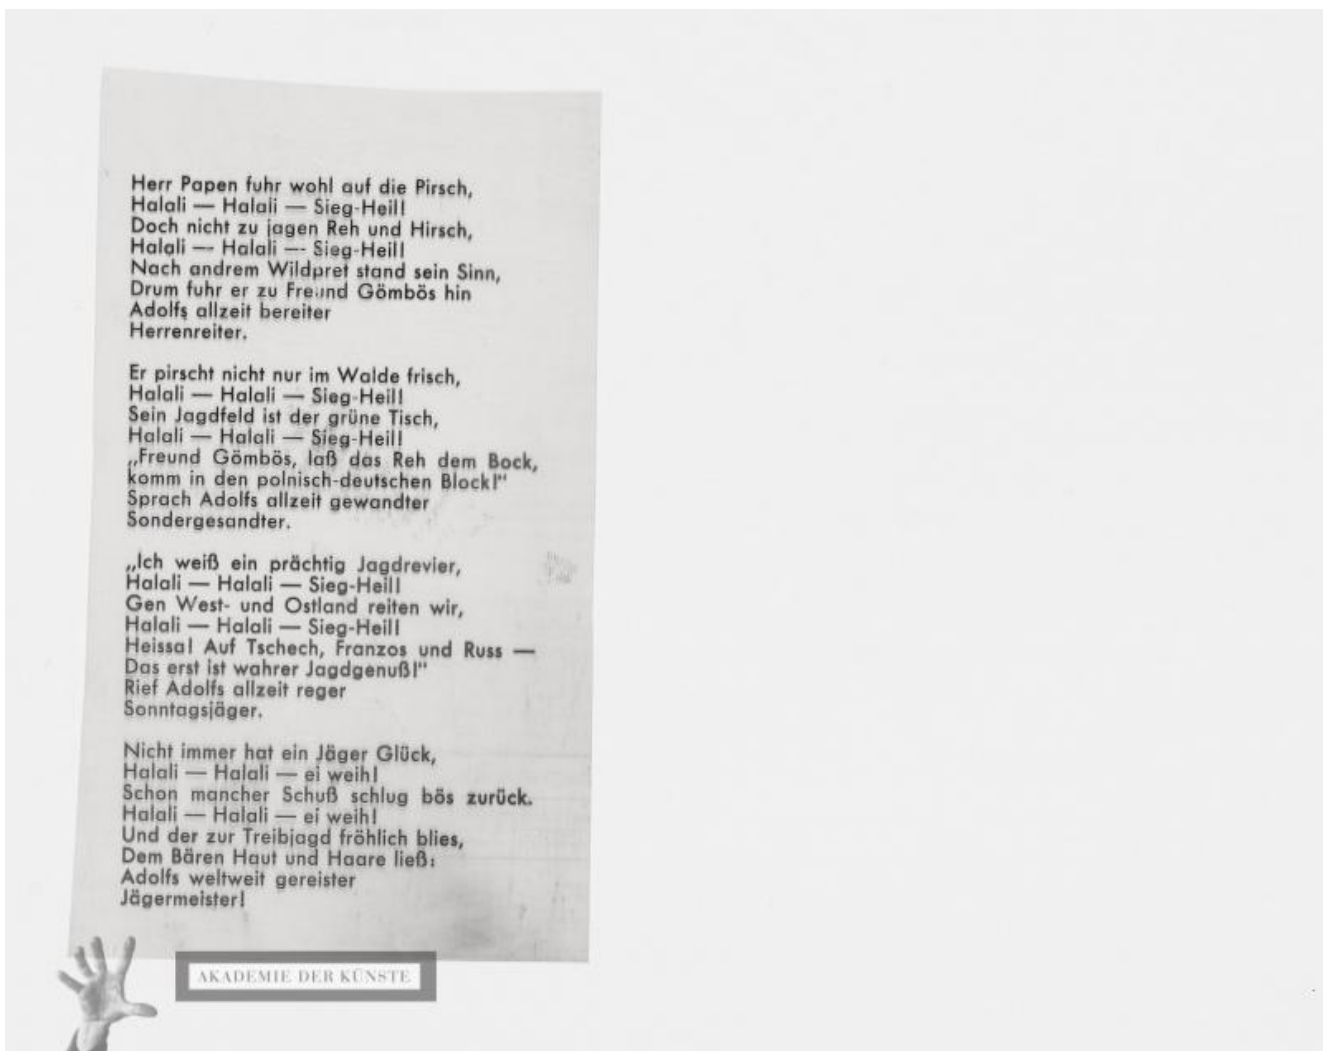 Herr Papen fuhr wohl auf die Pirsch,
Halali — Halali — Sieg-Heil!
Doch nicht zu jagen Reh und Hirsch,
Halali — Halali — Sieg-Heil!
Nach andrem Wildpret stand sein Sinn,
Drum fuhr er zu Freund Gömbös hin
Adolfs allzeit bereiter
Herrenreiter.
Er pirscht nicht nur im Walde frisch,
Halali — Halali — Sieg-Heil!
Sein Jagdfeld ist der grüne Tisch,
Halali — Halali — Sieg-Heil!
„Freund Gömbös, laß das Reh dem Bock,
komm in den polnisch-deutschen Block!“
Sprach Adolfs allzeit gewandter
Sondergesandter.
„Ich weiß ein prächtig Jagdrevier,
Halali — Halali — Sieg-Heil!
Gen West- und Ostland reiten wir,
Halali — Halali — Sieg-Heil!
Heissa! Auf Tschech, Franzos und Russ —
Das erst ist wahrer Jagdgenuß!“
Rief Adolfs allzeit reger
Sonntagsjäger.
Nicht immer hat ein Jäger Glück,
Halali — Halali — ei weih!
Schon mancher Schuß schlug bös zurück.
Halali — Halali — ei weih!
Und der zur Treibjagd fröhlich blies,
Dem Bären Haut und Haare ließ:
Adolfs weltweit gereister
Jägermeister!
AKADEMIE DER KÜNSTE